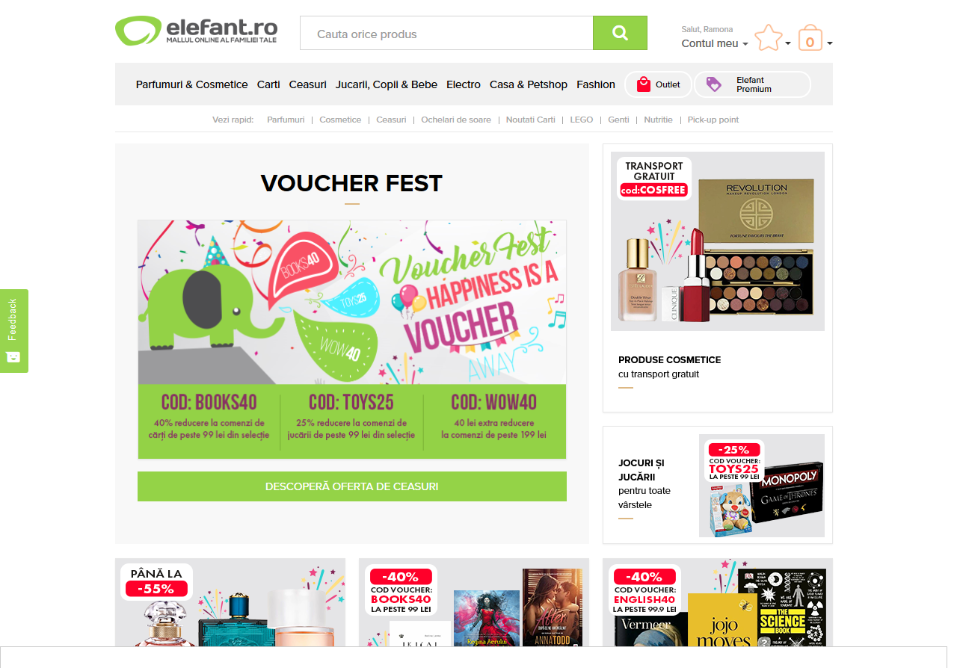 elefant.ro
MALLUL ONLINE AL FAMILIEI TALE
Cauta orice produs
Salut, Ramona
Contul meu
0
Parfumuri & Cosmetice Carti Ceasuri Jucarii, Copii & Bebe Electro Casa & Petshop Fashion Outlet Elefant Premium
Vezi rapid: Parfumuri | Cosmetice | Ceasuri | Ochelari de soare | Noutati Carti | LEGO | Genti | Nutritie | Pick-up point
Feedback
VOUCHER FEST
BOOKS40
TOYS25
WOW40
Voucher Fest
HAPPINESS IS A
VOUCHER
AWAY
COD: BOOKS40
40% reducere la comenzi de
cărți de peste 99 lei din selecție
COD: TOYS25
25% reducere la comenzi de
jucării de peste 99 lei din selecție
COD: WOW40
40 lei extra reducere
la comenzi de peste 199 lei
DESCOPERĂ OFERTA DE CEASURI
TRANSPORT
GRATUIT
cod:COSFREE
REVOLUTION
CLINIQUE
PRODUSE COSMETICE
cu transport gratuit
JOCURI ȘI
JUCĂRII
pentru toate
vârstele
-25%
COD VOUCHER:
TOYS25
LA PESTE 99 LEI
MONOPOLY
GAME OF THRONES
PÂNĂ LA
-55%
-40%
COD VOUCHER:
BOOKS40
LA PESTE 99 LEI
Regina Aerului
After
ANNA TODD
-40%
COD VOUCHER:
ENGLISH40
LA PESTE 99.9 LEI
Vermeer
jojo
moves
THE
SCIENCE
BOOK